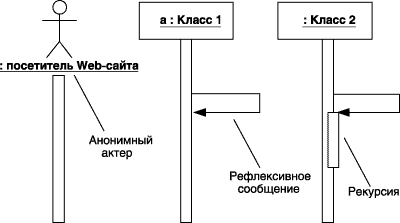 а : Класс 1
: Класс 2
: посетитель Web-сайта
Анонимный
актер
Рефлексивное
сообщение
Рекурсия